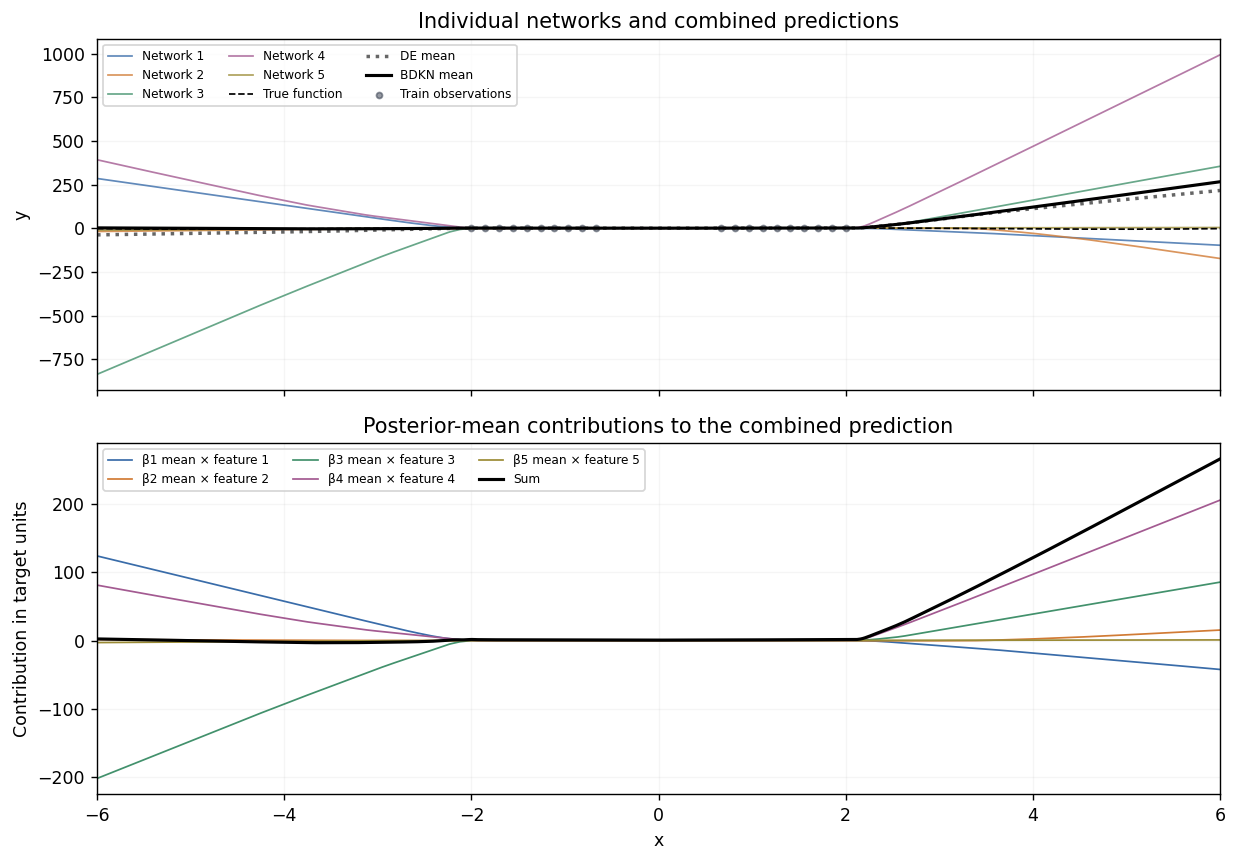 Individual networks and combined predictions
1000
750
500
250
0
−250
−500
−750
y
Network 1
Network 2
Network 3
Network 4
Network 5
True function
DE mean
BDKN mean
Train observations
Posterior-mean contributions to the combined prediction
200
100
0
−100
−200
Contribution in target units
β1 mean × feature 1
β2 mean × feature 2
β3 mean × feature 3
β4 mean × feature 4
β5 mean × feature 5
Sum
−6
−4
−2
0
2
4
6
x